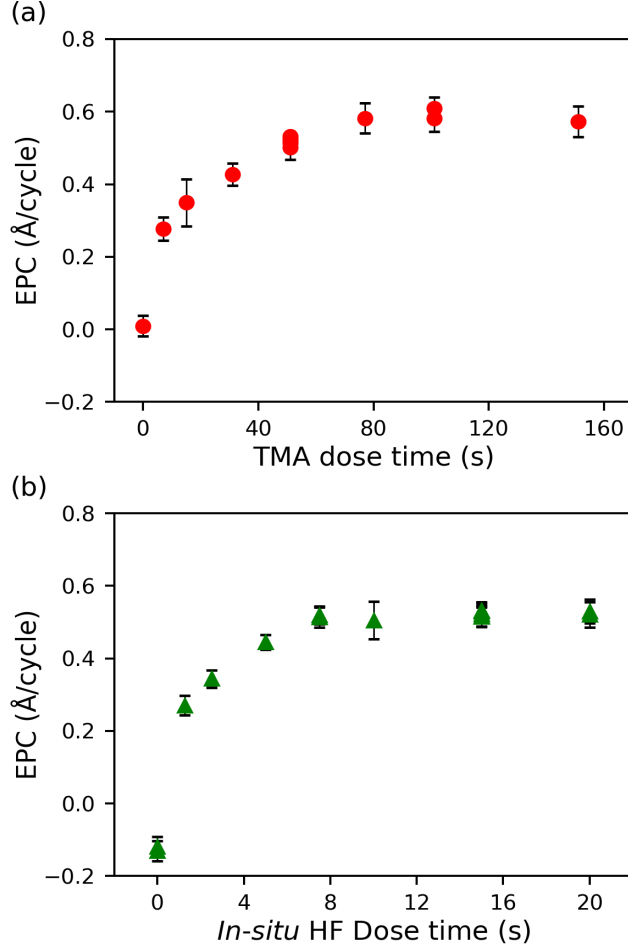 (a)
0.8
0.6
0.4
0.2
0.0
−0.2
EPC (Å/cycle)
0 40 80 120 160
TMA dose time (s)
(b)
0.8
0.6
0.4
0.2
0.0
−0.2
EPC (Å/cycle)
0 4 8 12 16 20
In-situ HF Dose time (s)